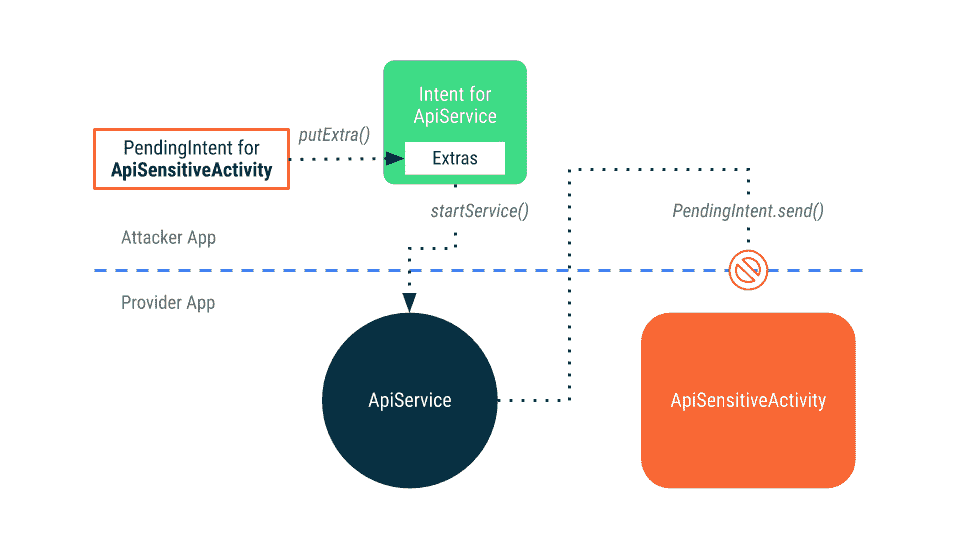 Intent for
ApiService
putExtra()
PendingIntent for
ApiSensitiveActivity
Extras
startService()
PendingIntent.send()
Attacker App
Provider App
ApiService
ApiSensitiveActivity